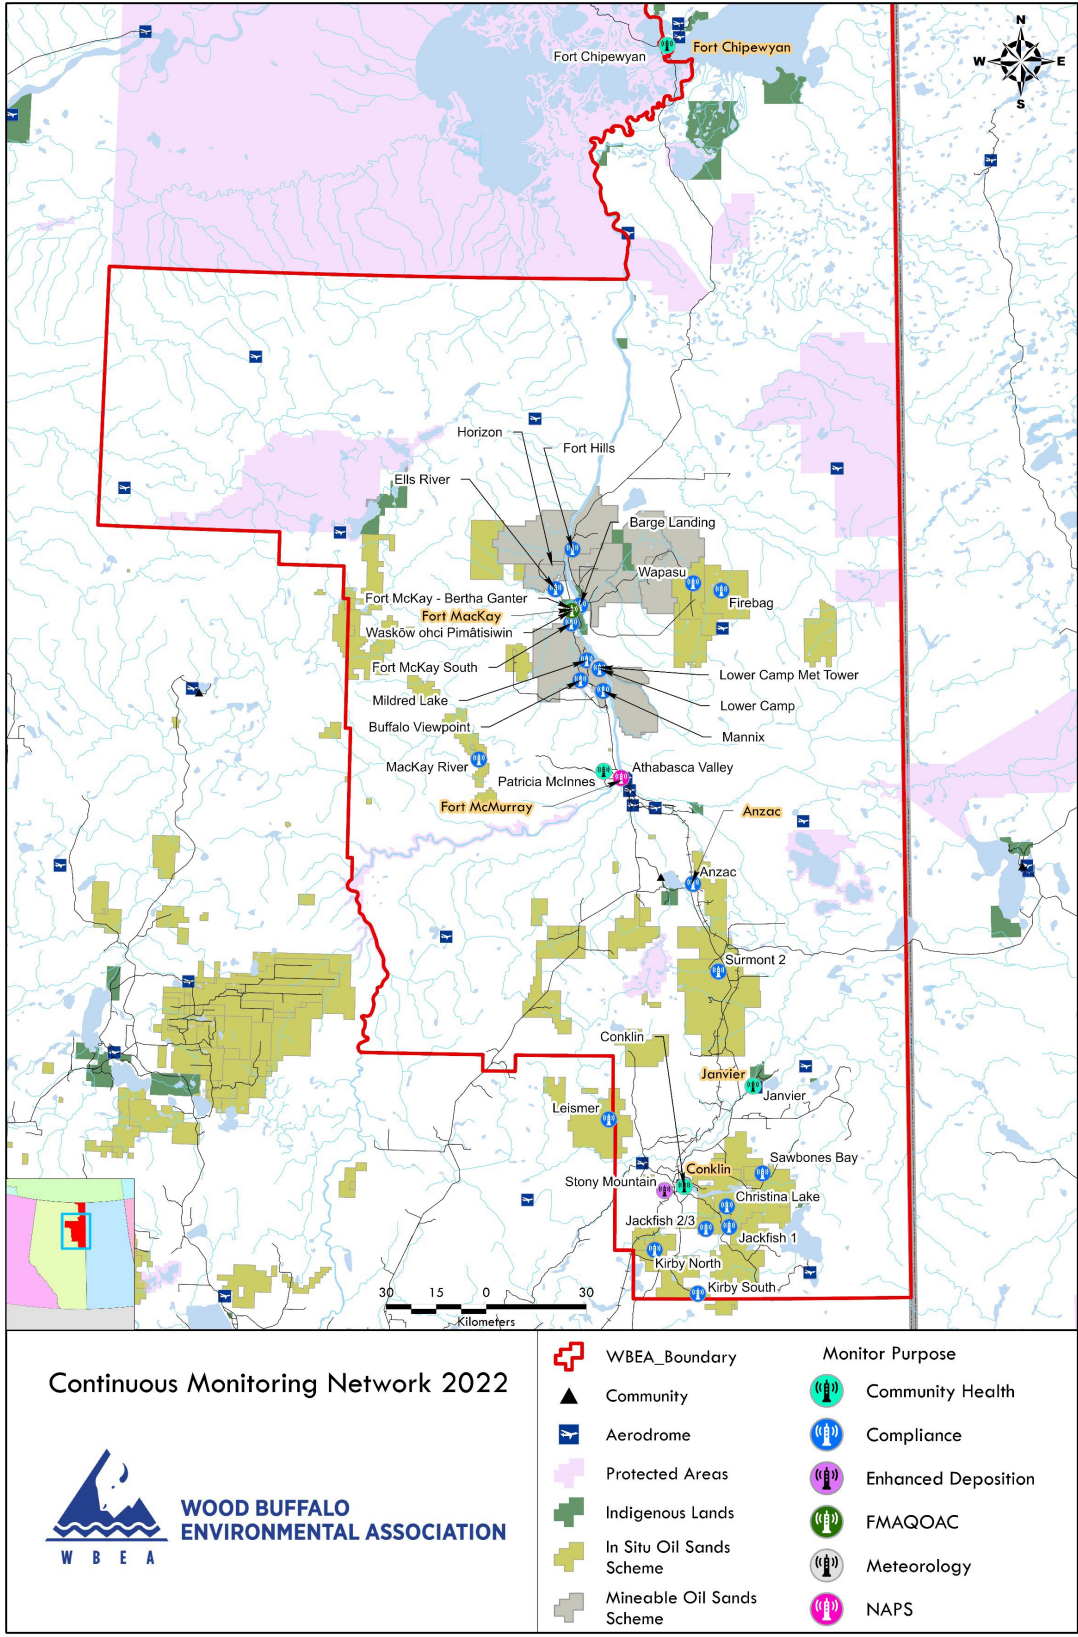 N
W E
S
Fort Chipewyan
Fort Chipewyan
Horizon
Fort Hills
Ells River
Barge Landing
Wapasu
Firebag
Fort McKay - Bertha Ganter
Fort MacKay
Waskōw ohci Pimâtisiwin
Fort McKay South
Mildred Lake
Buffalo Viewpoint
Lower Camp Met Tower
Lower Camp
Mannix
MacKay River
Athabasca Valley
Patricia McInnes
Fort McMurray
Anzac
Anzac
Surmont 2
Conklin
Janvier
Janvier
Leismer
Sawbones Bay
Conklin
Stony Mountain
Christina Lake
Jackfish 2/3
Jackfish 1
Kirby North
Kirby South
30 15 0 30
Kilometers
Continuous Monitoring Network 2022
WOOD BUFFALO
ENVIRONMENTAL ASSOCIATION
W B E A
WBEA_Boundary
Community
Aerodrome
Protected Areas
Indigenous Lands
In Situ Oil Sands
Scheme
Mineable Oil Sands
Scheme
Monitor Purpose
Community Health
Compliance
Enhanced Deposition
FMAQOAC
Meteorology
NAPS